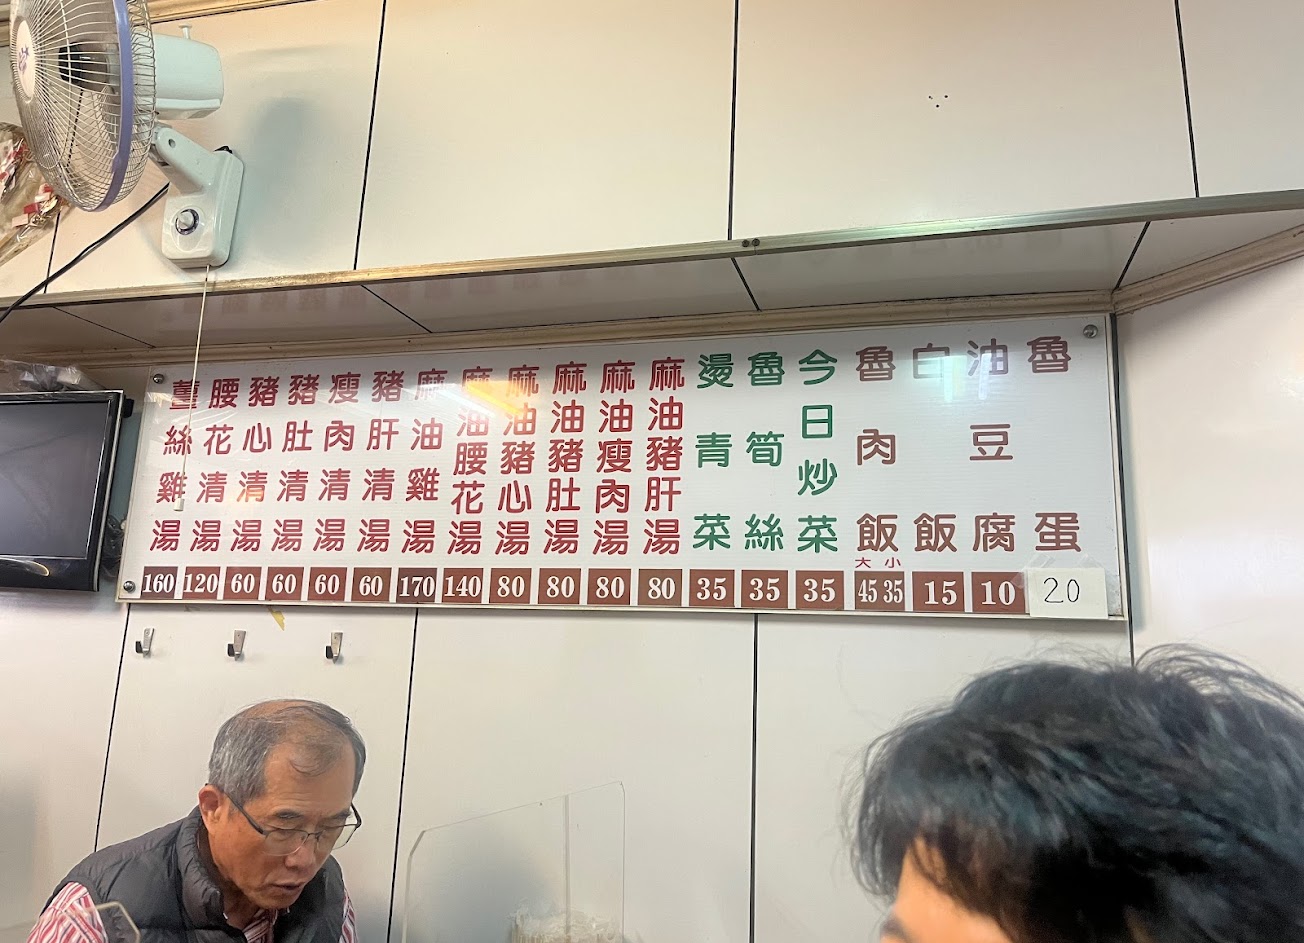 魯蛋 20
油豆腐 10
白飯 15
魯肉飯 大小 45 35
今日炒菜 35
魯筍絲 35
燙青菜 35
麻油豬肝湯 80
麻油瘦肉湯 80
麻油豬肚湯 80
麻油豬心湯 80
麻油腰花湯 140
麻油雞湯 170
豬肝清湯 60
瘦肉清湯 60
豬肚清湯 60
豬心清湯 60
腰花清湯 120
薑絲雞湯 160